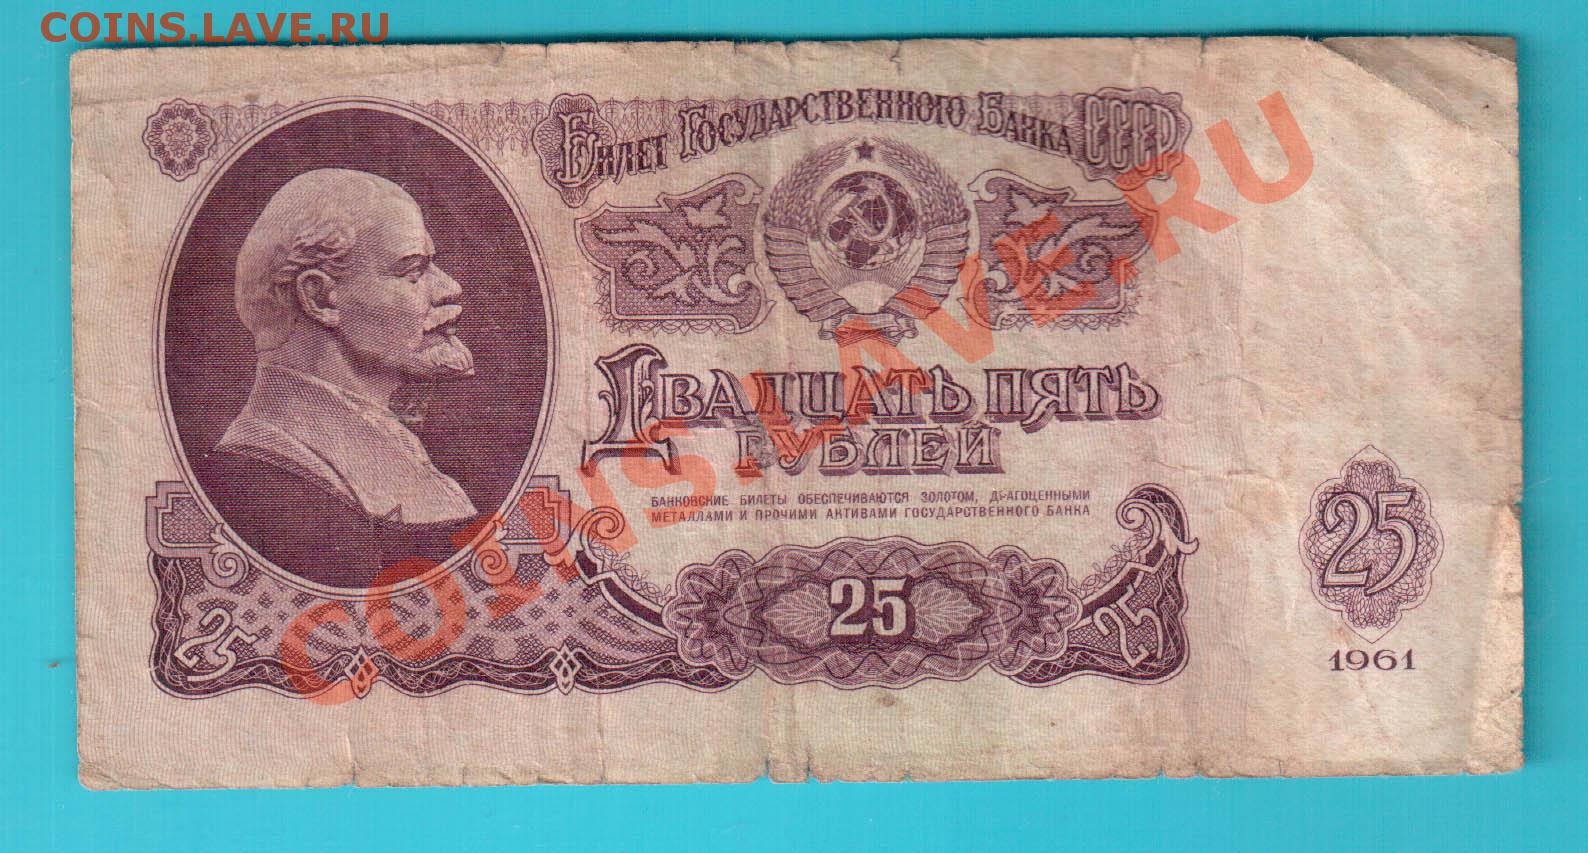 COINS.LAVE.RU
Билет Государственного Банка СССР
Двадцать пять
рублей
БАНКОВСКИЕ БИЛЕТЫ ОБЕСПЕЧИВАЮТСЯ ЗОЛОТОМ, ДРАГОЦЕННЫМИ
МЕТАЛЛАМИ И ПРОЧИМИ АКТИВАМИ ГОСУДАРСТВЕННОГО БАНКА
25
25
25
25
1961
COINS.LAVE.RU